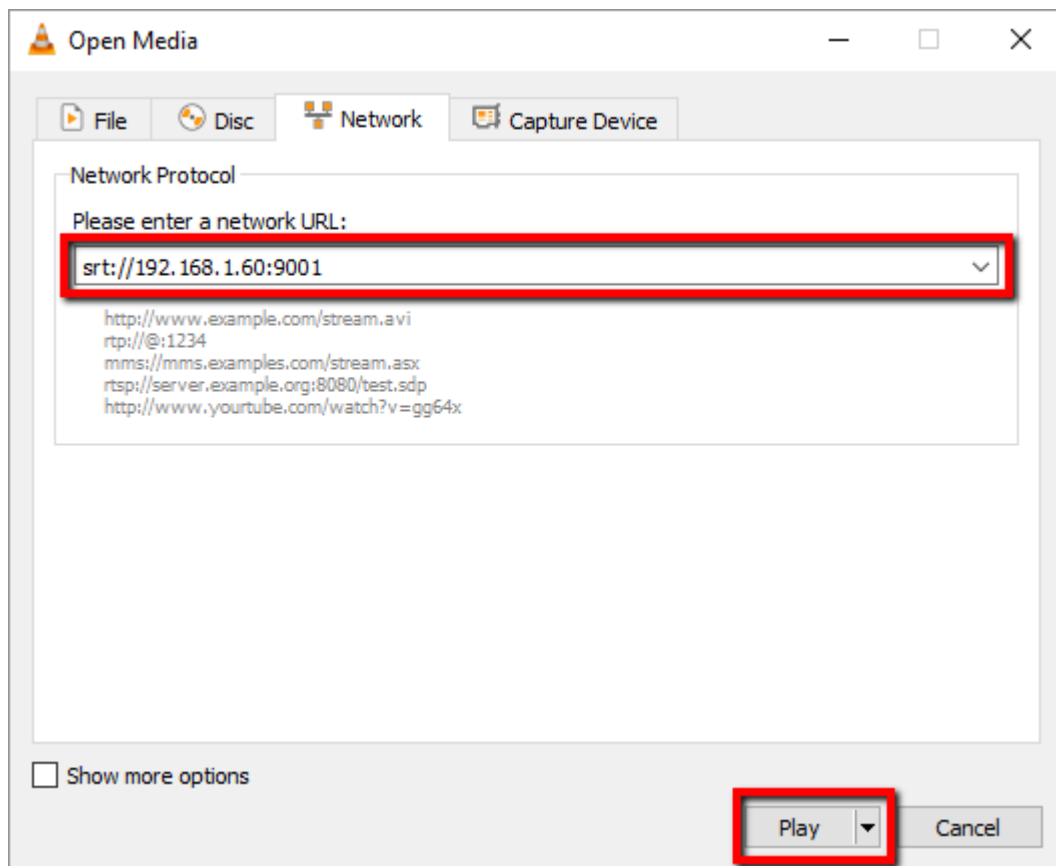 Open Media
File Disc Network Capture Device
Network Protocol
Please enter a network URL:
srt://192.168.1.60:9001
http://www.example.com/stream.avi
rtp://@:1234
mms://mms.examples.com/stream.asx
rtsp://server.example.org:8080/test.sdp
http://www.yourtube.com/watch?v=gg64x
Show more options
Play Cancel